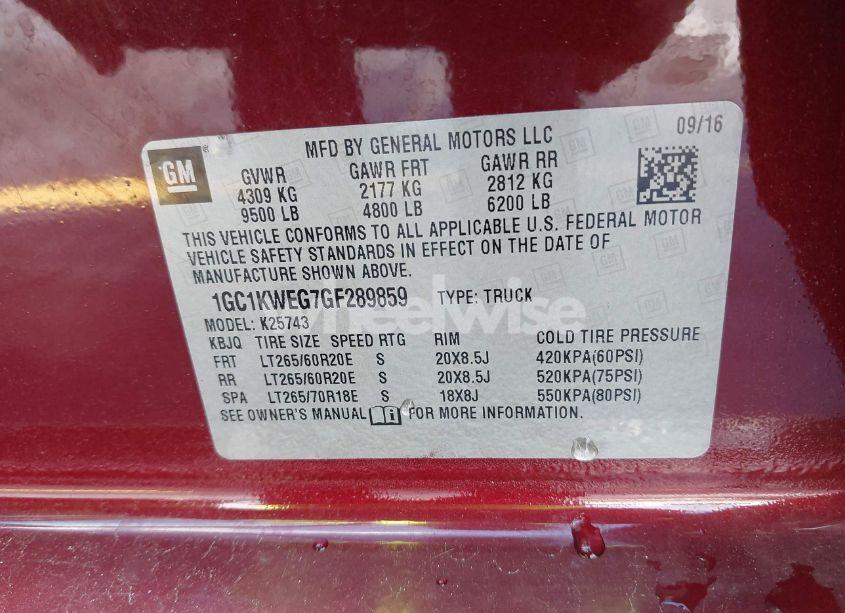 MFD BY GENERAL MOTORS LLC 09/16
GM
GVWR GAWR FRT GAWR RR
4309 KG 2177 KG 2812 KG
9500 LB 4800 LB 6200 LB
THIS VEHICLE CONFORMS TO ALL APPLICABLE U.S. FEDERAL MOTOR
VEHICLE SAFETY STANDARDS IN EFFECT ON THE DATE OF
MANUFACTURE SHOWN ABOVE.
1GC1KWEG7GF289859 TYPE: TRUCK
MODEL: K25743
wheelwise
KBJQ TIRE SIZE SPEED RTG RIM COLD TIRE PRESSURE
FRT LT265/60R20E S 20X8.5J 420KPA(60PSI)
RR LT265/60R20E S 20X8.5J 520KPA(75PSI)
SPA LT265/70R18E S 18X8J 550KPA(80PSI)
SEE OWNER'S MANUAL FOR MORE INFORMATION.